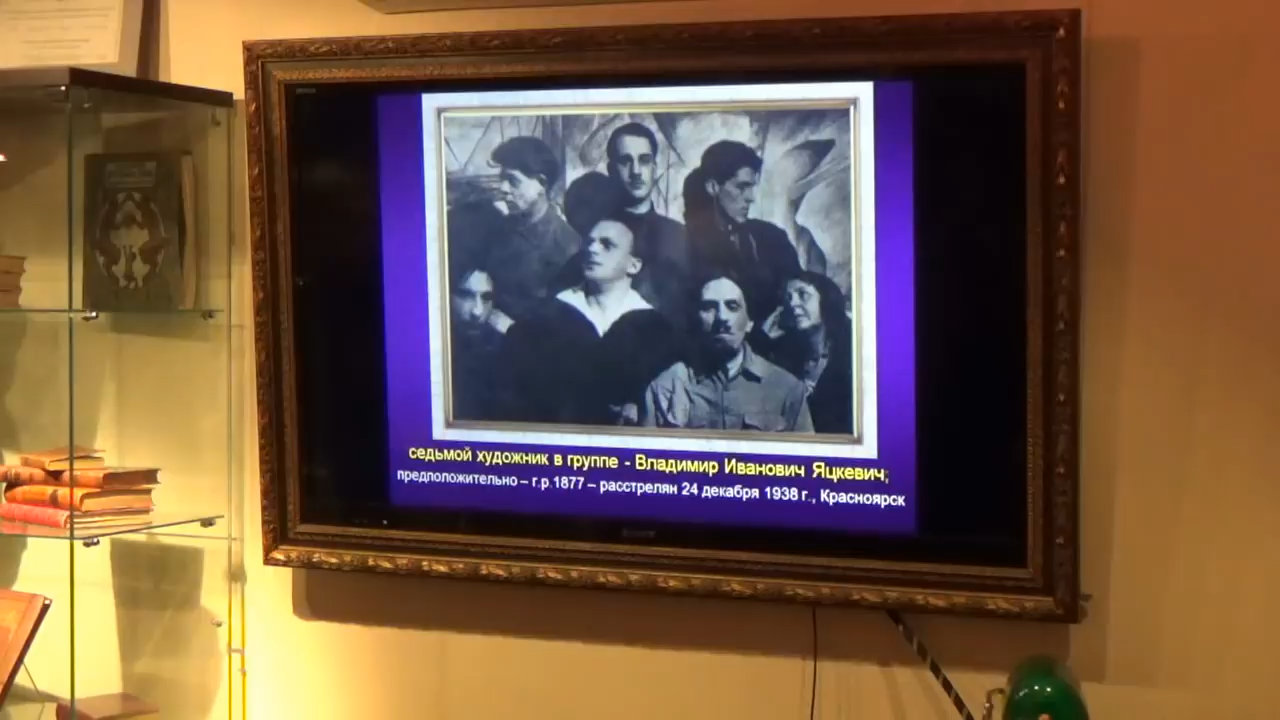 седьмой художник в группе - Владимир Иванович Яцкевич;
предположительно – г.р.1877 – расстрелян 24 декабря 1938 г., Красноярск